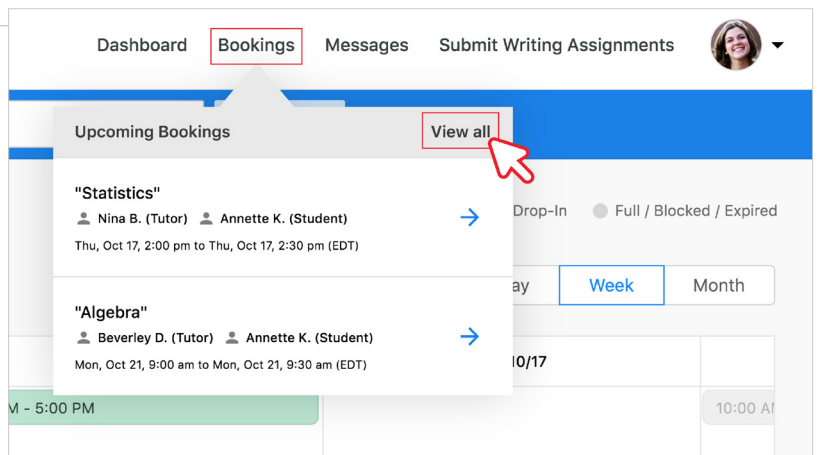 Dashboard Bookings Messages Submit Writing Assignments
Upcoming Bookings View all
"Statistics"
Nina B. (Tutor) Annette K. (Student)
Thu, Oct 17, 2:00 pm to Thu, Oct 17, 2:30 pm (EDT)
Drop-In Full / Blocked / Expired
Week Month
"Algebra"
Beverley D. (Tutor) Annette K. (Student)
Mon, Oct 21, 9:00 am to Mon, Oct 21, 9:30 am (EDT)
0/17
M - 5:00 PM
10:00 A